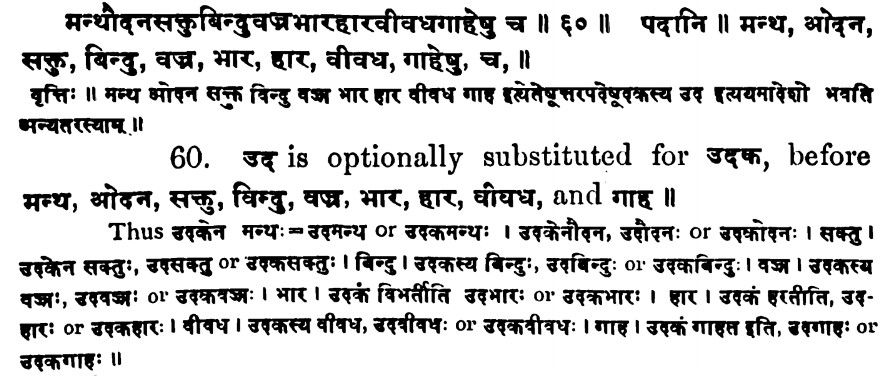 मन्थौदनसक्तुबिन्दुवज्रभारहारवीवधगाहेषु च ॥ ६० ॥ पदानि ॥ मन्थ, ओदन,
सक्तु, बिन्दु, वज्र, भार, हार, वीवध, गाहेषु, च, ॥
वृत्तिः ॥ मन्थ ओदन सक्तु विन्दु वज्र भार हार वीवध गाह इत्येतेषूत्तरपदेषूदकस्य उद इत्ययमादेशो भवति
अन्यतरस्याम् ॥
60. उद् is optionally substituted for उदक, before
मन्थ, ओदन, सक्तु, विन्दु, वज्र, भार, हार, वीवध, and गाह ॥
Thus उदकेन मन्थः=उदमन्थ or उदकमन्थः । उदकेनौदन, उदौदनः or उदकोदनः । सक्तु ।
उदकेन सक्तुः, उदसक्तु or उदकसक्तुः । बिन्दु । उदकस्य बिन्दुः, उदबिन्दुः or उदकबिन्दुः । वज्र । उदकस्य
वज्रः, उदवज्रः or उदकवज्रः । भार । उदकं विभर्तीति उदभारः or उदकभारः । हार । उदकं हरतीति, उद-
हारः or उदकहारः । वीवध । उदकस्य वीवध, उदवीवधः or उदकवीवधः । गाह । उदकं गाहत इति, उदगाहः or
उदकगाहः ॥